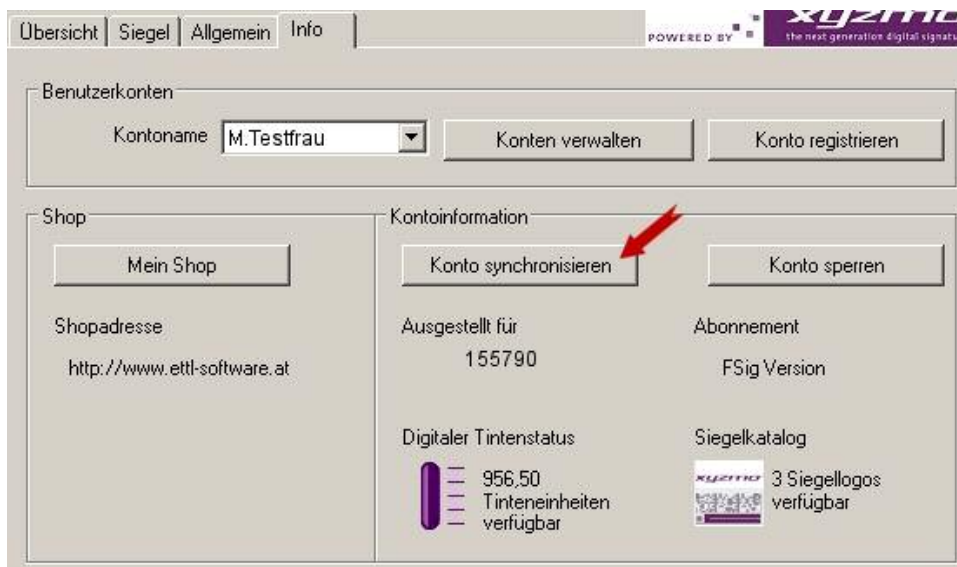 Übersicht Siegel Allgemein Info
POWERED BY xyzmo
the next generation digital signatu
Benutzerkonten
Kontoname M.Testfrau Konten verwalten Konto registrieren
Shop
Mein Shop
Shopadresse
http://www.ettl-software.at
Kontoinformation
Konto synchronisieren Konto sperren
Ausgestellt für
155790
Abonnement
FSig Version
Digitaler Tintenstatus
956,50
Tinteneinheiten
verfügbar
Siegelkatalog
xyzmo
3 Siegellogos
verfügbar